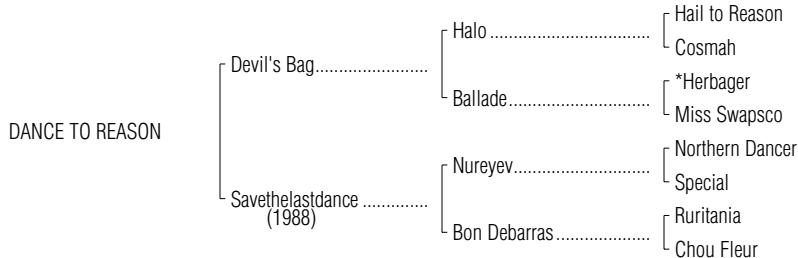 Hail to Reason
Halo ..................................
Cosmah
Devil's Bag........................
*Herbager
Ballade..............................
Miss Swapsco
DANCE TO REASON
Northern Dancer
Nureyev.............................
Special
Savethelastdance ..............
(1988)
Ruritania
Bon Debarras....................
Chou Fleur